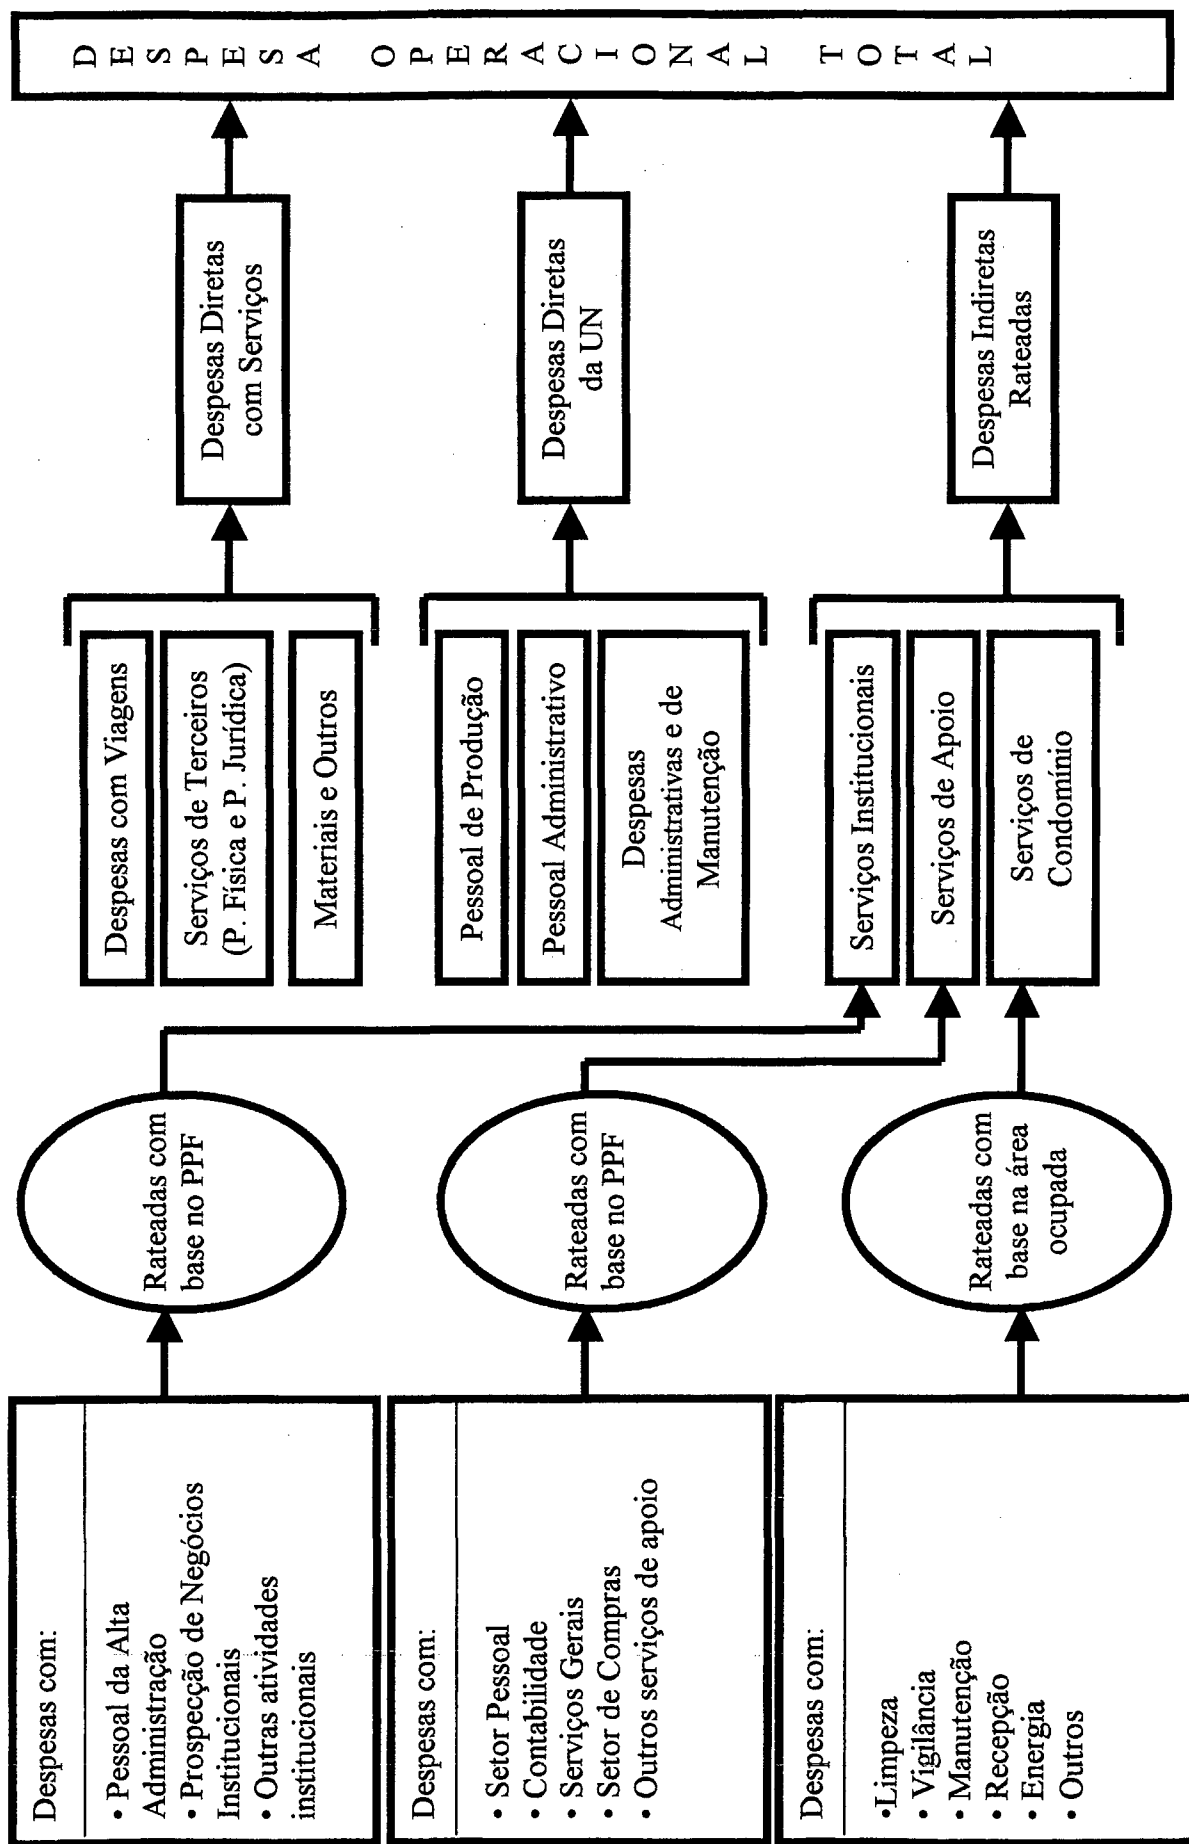 Despesas com:
• Pessoal da Alta
Administração
• Prospecção de Negócios
Institucionais
• Outras atividades
institucionais
Despesas com:
• Setor Pessoal
• Contabilidade
• Serviços Gerais
• Setor de Compras
• Outros serviços de apoio
Despesas com:
•Limpeza
• Vigilância
• Manutenção
• Recepção
• Energia
• Outros
Rateadas com
base no PPF
Rateadas com
base no PPF
Rateadas com
base na área
ocupada
Despesas com Viagens
Serviços de Terceiros
(P. Física e P. Jurídica)
Materiais e Outros
Pessoal de Produção
Pessoal Administrativo
Despesas
Administrativas e de
Manutenção
Serviços Institucionais
Serviços de Apoio
Serviços de
Condomínio
Despesas Diretas
com Serviços
Despesas Diretas
da UN
Despesas Indiretas
Rateadas
DESPESA OPERACIONAL TOTAL